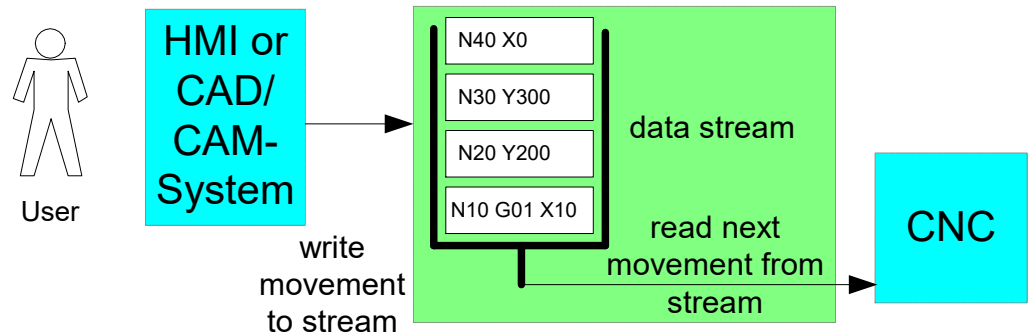 User
HMI or
CAD/
CAM-
System
write
movement
to stream
N40 X0
N30 Y300
N20 Y200
N10 G01 X10
data stream
read next
movement from
stream
CNC